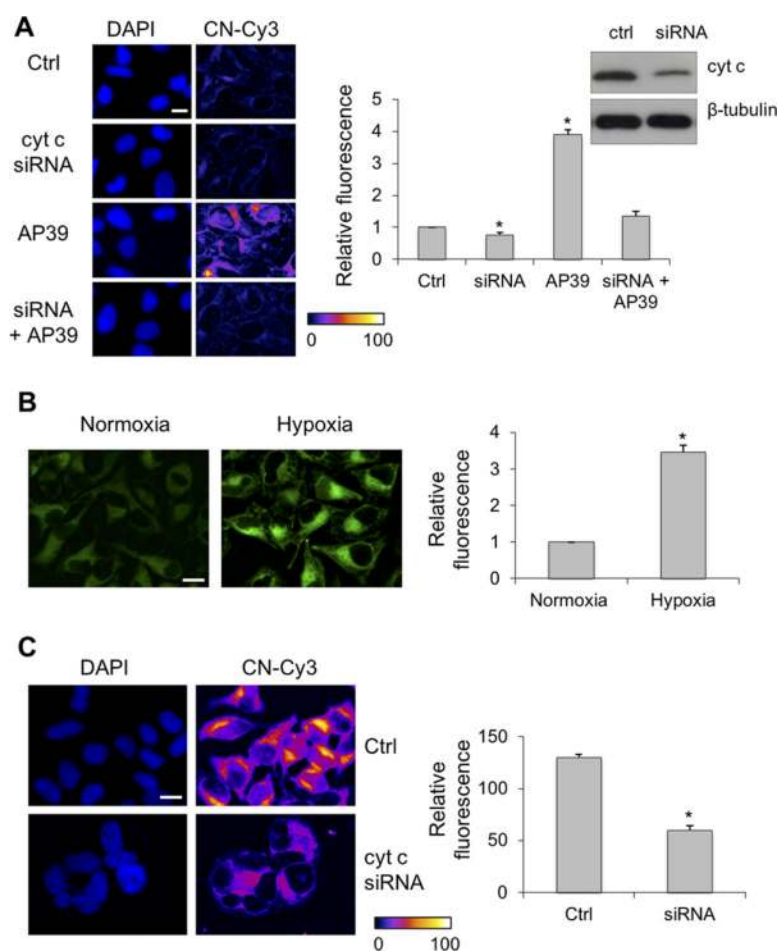 A
DAPI
CN-Cy3
Ctrl
cyt c
siRNA
AP39
siRNA
+ AP39
0
100
ctrl
siRNA
cyt c
β-tubulin
Relative fluorescence
5
4
3
2
1
0
Ctrl
siRNA
AP39
siRNA +
AP39
*
*
B
Normoxia
Hypoxia
Relative
fluorescence
4
3
2
1
0
Normoxia
Hypoxia
*
C
DAPI
CN-Cy3
Ctrl
cyt c
siRNA
0
100
Relative
fluorescence
150
100
50
0
Ctrl
siRNA
*